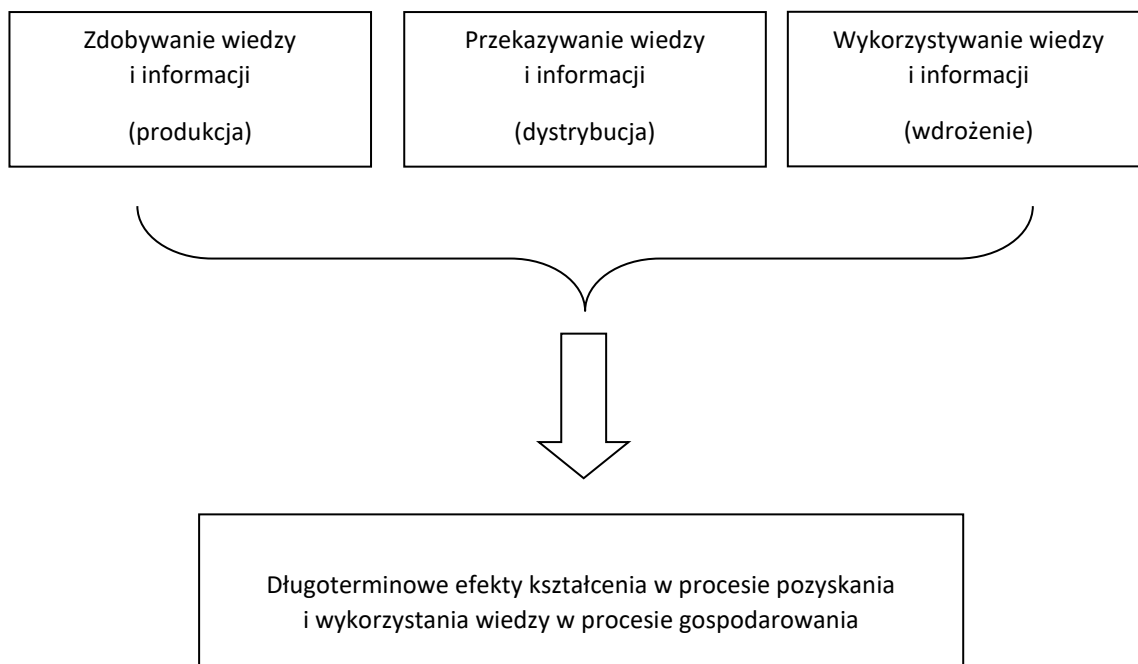 Zdobywanie wiedzy
i informacji
(produkcja)
Przekazywanie wiedzy
i informacji
(dystrybucja)
Wykorzystywanie wiedzy
i informacji
(wdrożenie)
Długoterminowe efekty kształcenia w procesie pozyskania
i wykorzystania wiedzy w procesie gospodarowania